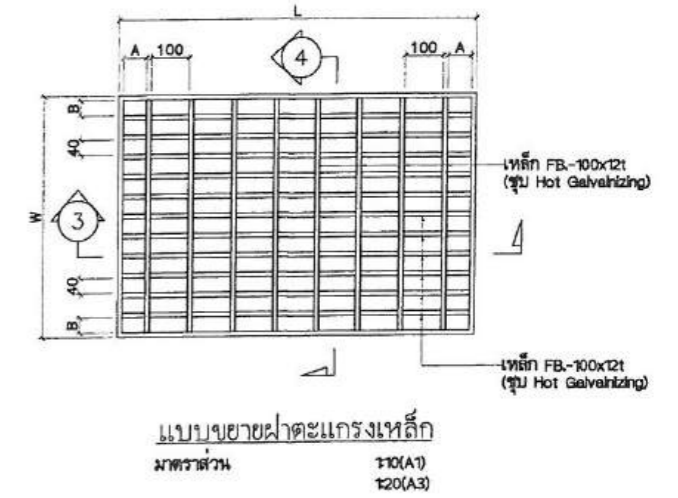 L
A 100 100 A
4
B
40
W
3
40
B
เหล็ก FB.-100x12t
(ชุบ Hot Galvainizing)
4
เหล็ก FB.-100x12t
(ชุบ Hot Galvainizing)
แบบขยายฝาตะแกรงเหล็ก
มาตราส่วน 1:10(A1)
1:20(A3)